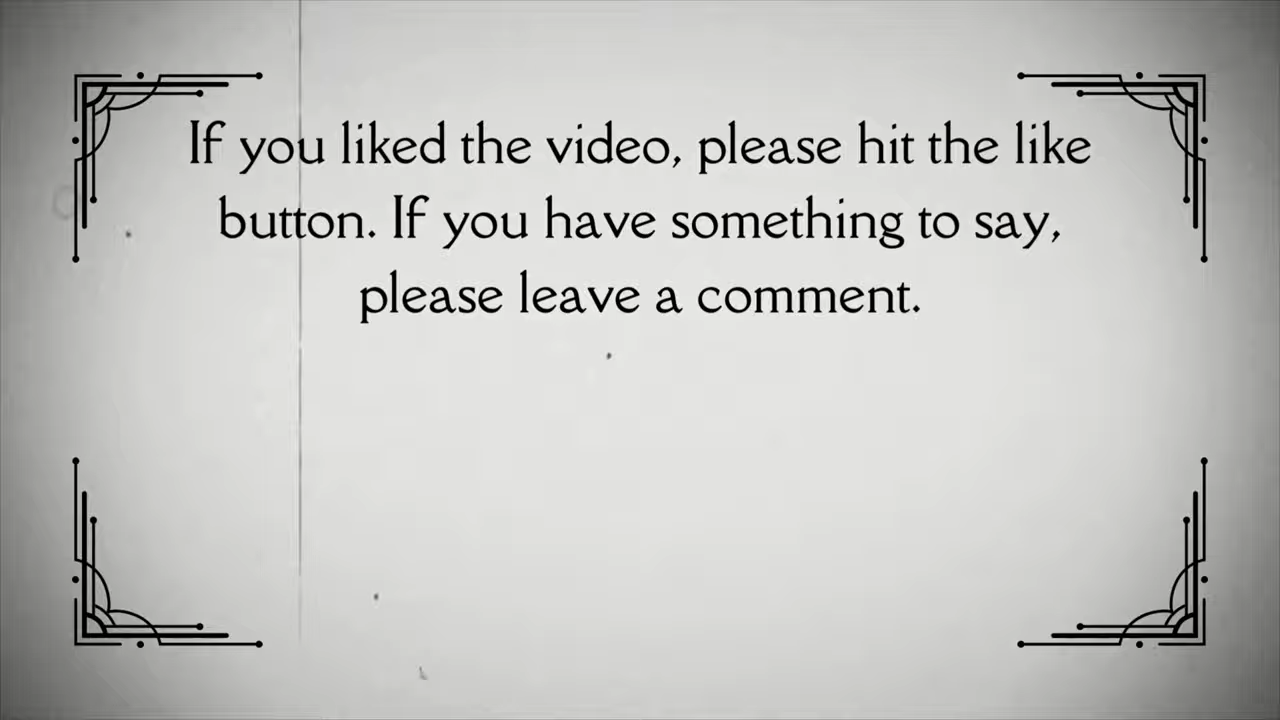 If you liked the video, please hit the like
button. If you have something to say,
please leave a comment.